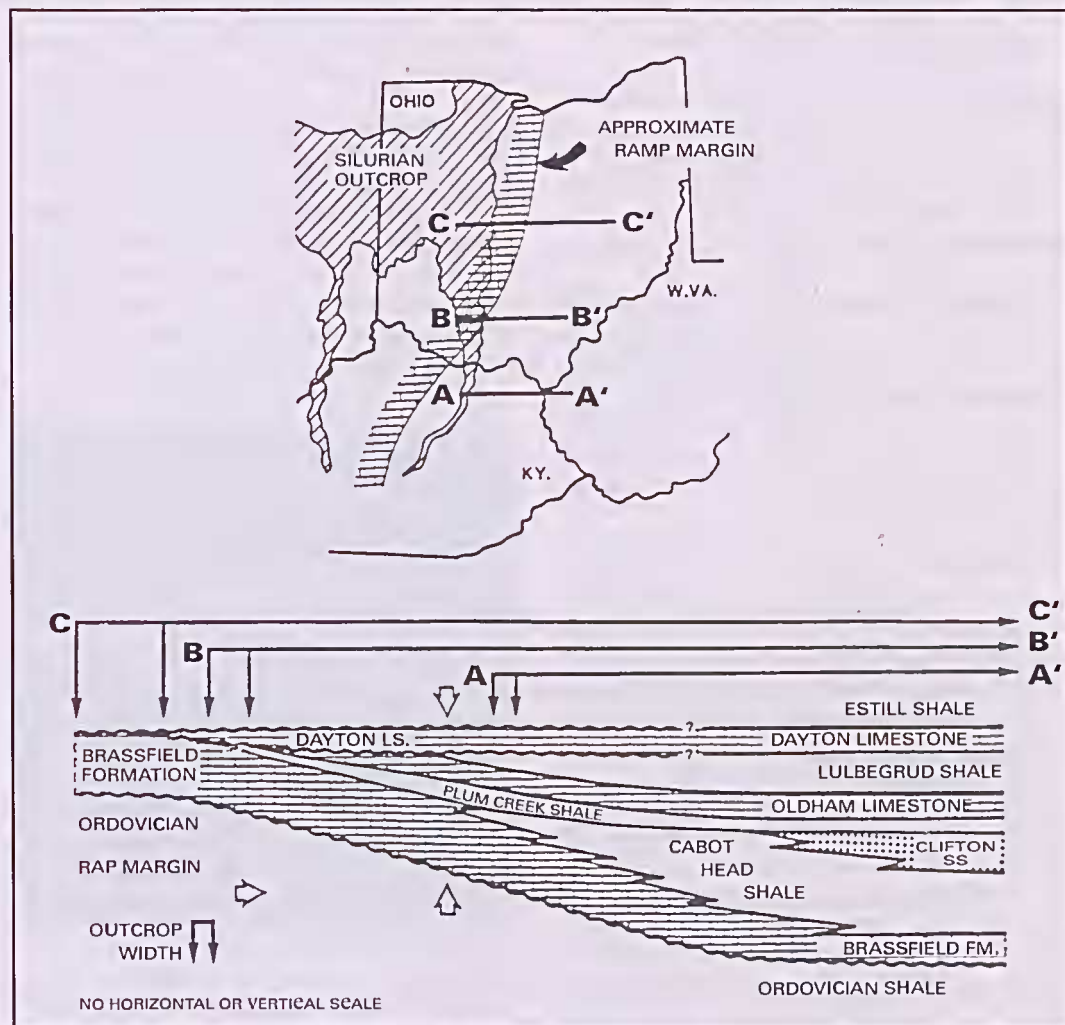 OHIO
APPROXIMATE
RAMP MARGIN
SILURIAN
OUTCROP
C C'
W.VA.
B B'
A A'
KY.
C C'
B B'
A A'
ESTILL SHALE
DAYTON LS. ? DAYTON LIMESTONE
BRASSFIELD
FORMATION
? LULBEGRUD SHALE
PLUM CREEK SHALE
OLDHAM LIMESTONE
ORDOVICIAN
CABOT
HEAD
SHALE
CLIFTON
SS
RAP MARGIN
OUTCROP
WIDTH
BRASSFIELD FM.
ORDOVICIAN SHALE
NO HORIZONTAL OR VERTICAL SCALE